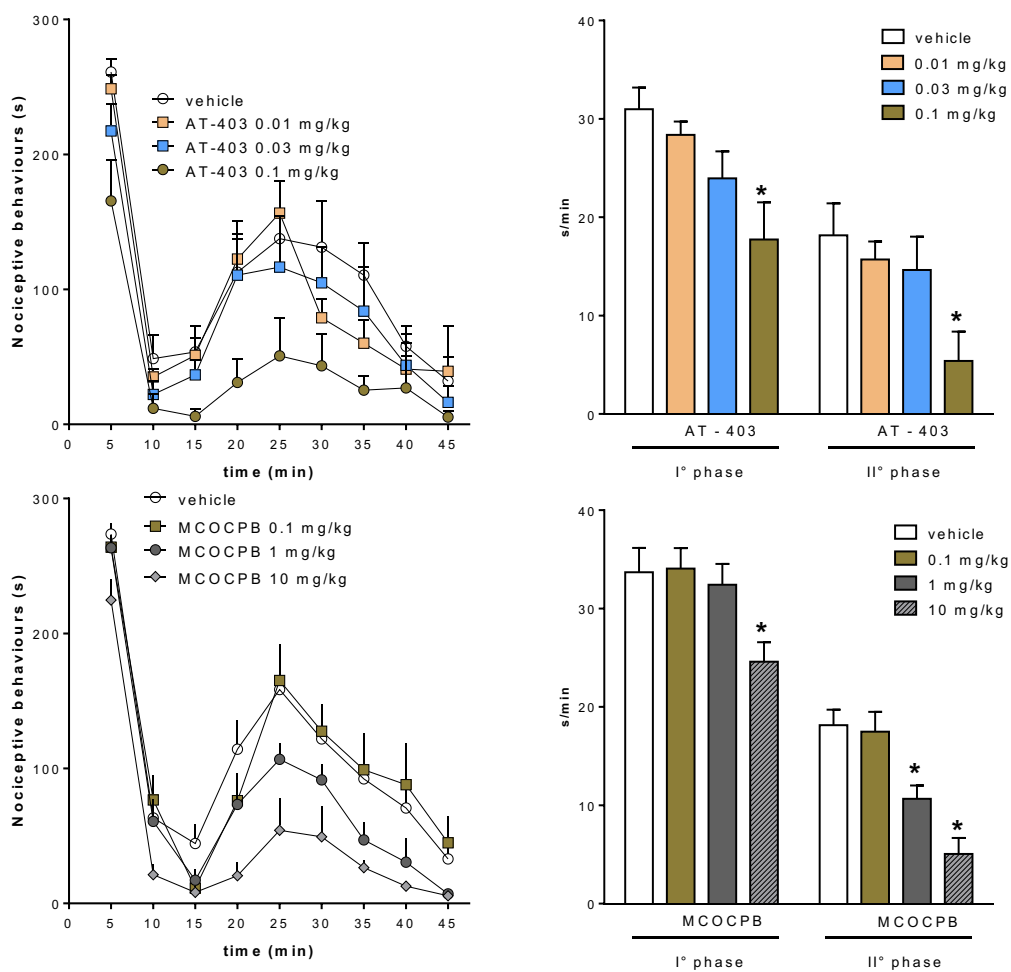 300
200
100
0
Nociceptive behaviours (s)
vehicle
AT-403 0.01 mg/kg
AT-403 0.03 mg/kg
AT-403 0.1 mg/kg
0 5 10 15 20 25 30 35 40 45
time (min)
40
30
20
10
0
s/min
vehicle
0.01 mg/kg
0.03 mg/kg
0.1 mg/kg
*
*
AT - 403 AT - 403
I° phase II° phase
300
200
100
0
Nociceptive behaviours (s)
vehicle
MCOCPB 0.1 mg/kg
MCOCPB 1 mg/kg
MCOCPB 10 mg/kg
0 5 10 15 20 25 30 35 40 45
time (min)
40
30
20
10
0
s/min
vehicle
0.1 mg/kg
1 mg/kg
10 mg/kg
*
*
*
MCOCPB MCOCPB
I° phase II° phase